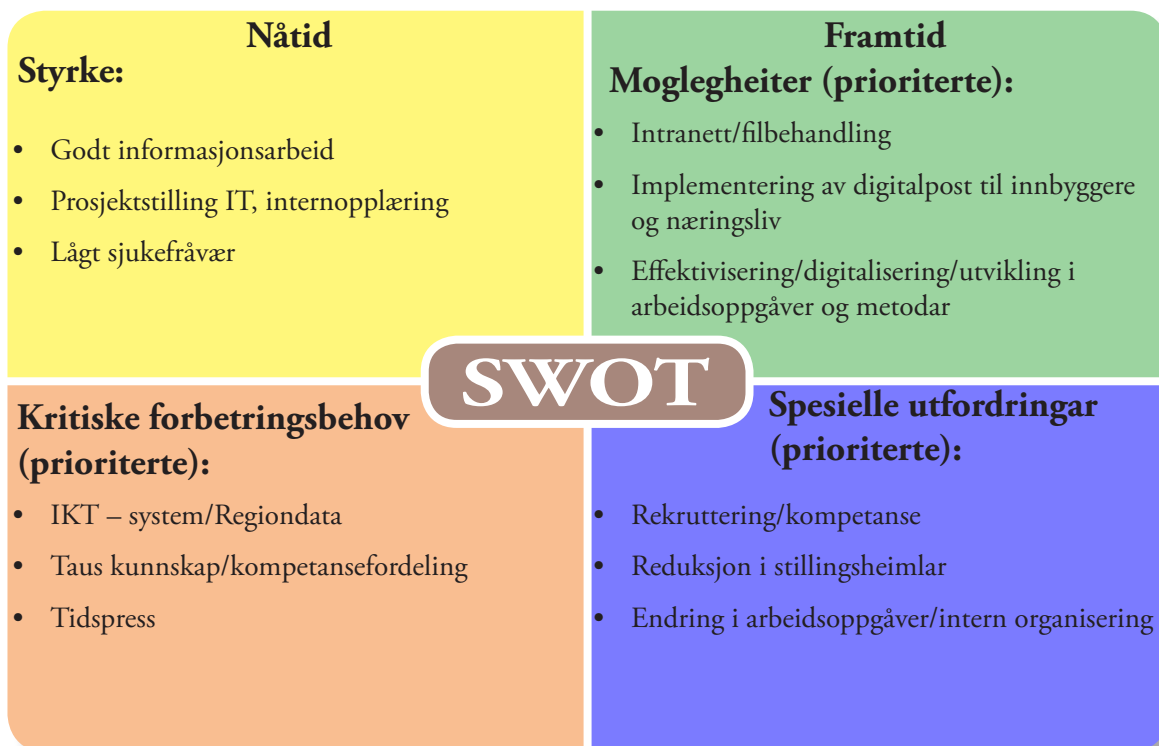 Nåtid
Styrke:
• Godt informasjonsarbeid
• Prosjektstilling IT, internopplæring
• Lågt sjukefråvær
Framtid
Moglegheiter (prioriterte):
• Intranett/filbehandling
• Implementering av digitalpost til innbyggere
og næringsliv
• Effektivisering/digitalisering/utvikling i
arbeidsoppgåver og metodar
SWOT
Kritiske forbetringsbehov
(prioriterte):
• IKT – system/Regiondata
• Taus kunnskap/kompetansefordeling
• Tidspress
Spesielle utfordringar
(prioriterte):
• Rekruttering/kompetanse
• Reduksjon i stillingsheimlar
• Endring i arbeidsoppgåver/intern organisering